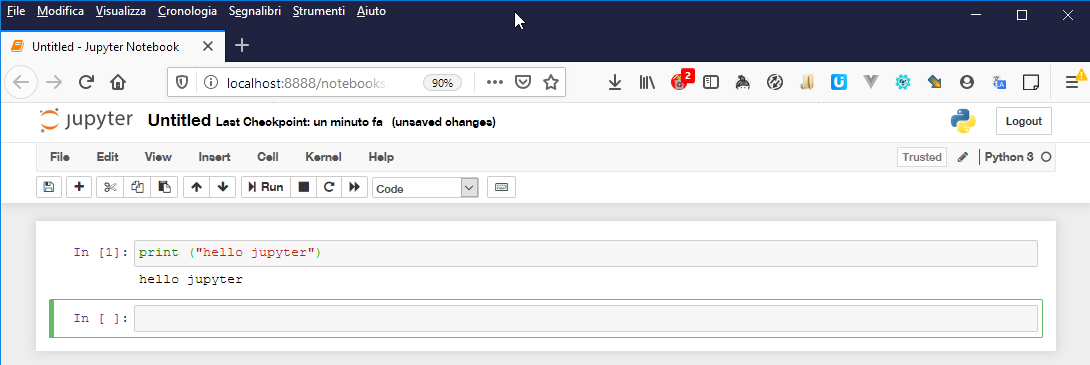 File Modifica Visualizza Cronologia Segnalibri Strumenti Aiuto
Untitled - Jupyter Notebook
localhost:8888/notebooks 90% 2
jupyter Untitled Last Checkpoint: un minuto fa (unsaved changes) Logout
File Edit View Insert Cell Kernel Help Trusted Python 3
Run Code
In [1]: print ("hello jupyter")
hello jupyter
In [ ]: